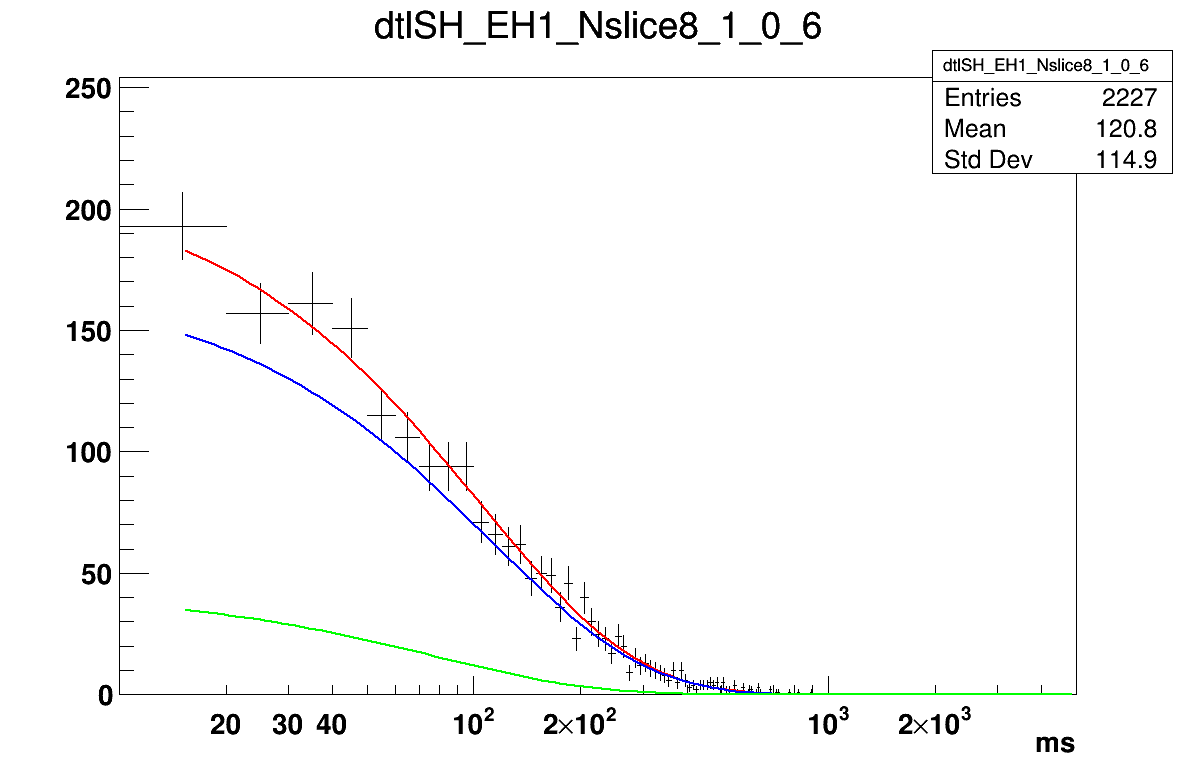 dtlSH_EH1_Nslice8_1_0_6
dtlSH_EH1_Nslice8_1_0_6
Entries 2227
Mean 120.8
Std Dev 114.9
250
200
150
100
50
0
20 30 40 10² 2×10² 10³ 2×10³
ms